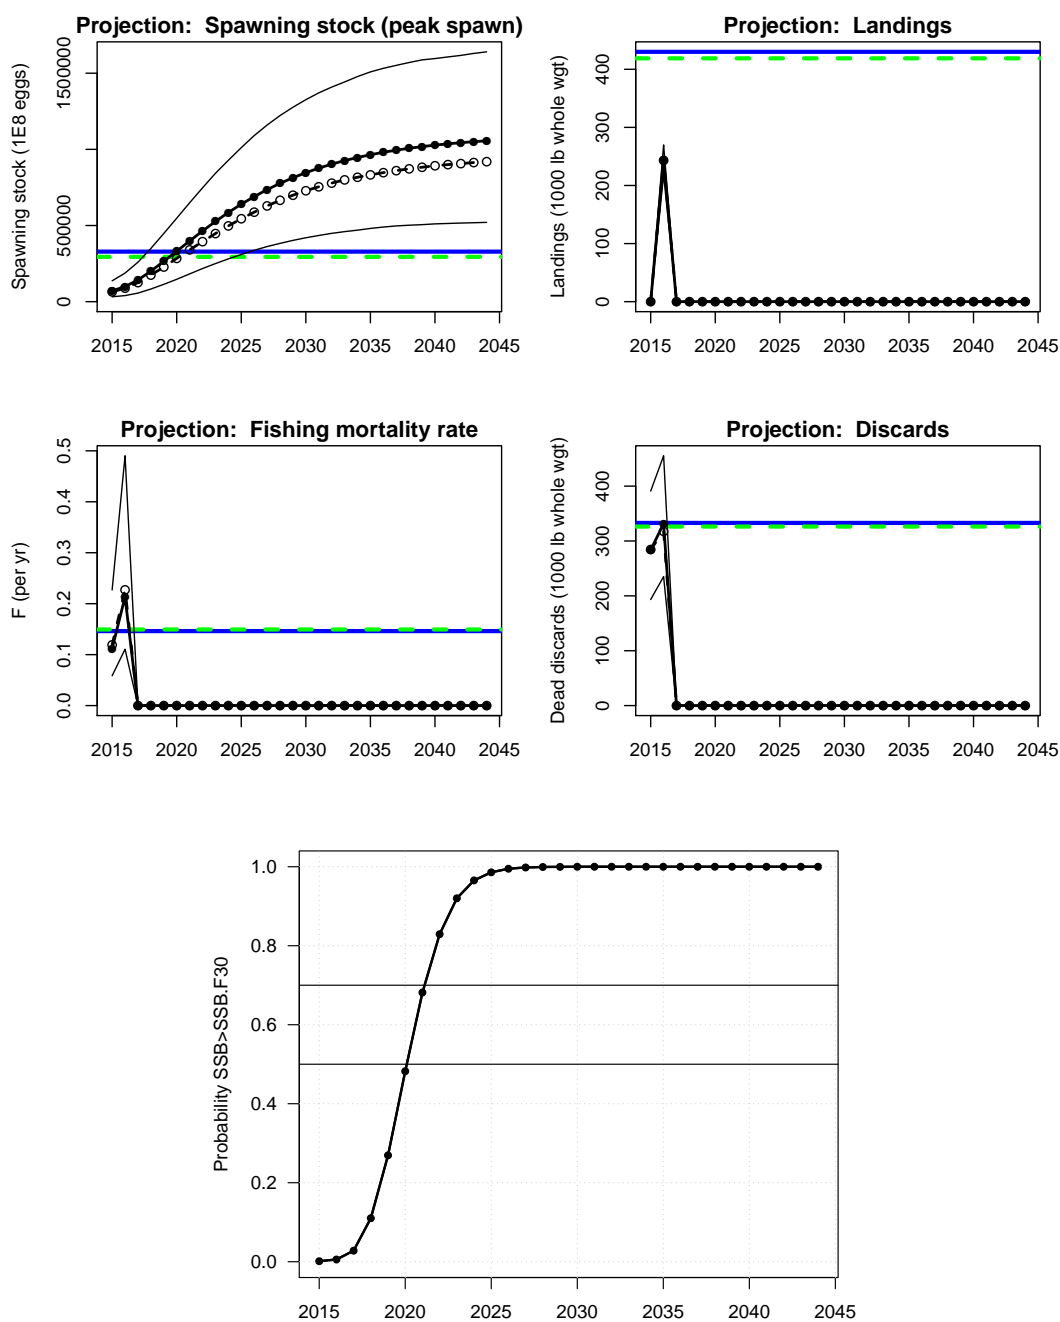 Projection:  Spawning stock (peak spawn)
Spawning stock (1E8 eggs)
0
500000
1500000
2015 2020 2025 2030 2035 2040 2045
Projection:  Landings
Landings (1000 lb whole wgt)
0
100
200
300
400
2015 2020 2025 2030 2035 2040 2045
Projection:  Fishing mortality rate
F (per yr)
0.0
0.1
0.2
0.3
0.4
0.5
2015 2020 2025 2030 2035 2040 2045
Projection:  Discards
Dead discards (1000 lb whole wgt)
0
100
200
300
400
2015 2020 2025 2030 2035 2040 2045
Probability SSB>SSB.F30
1.0
0.8
0.6
0.4
0.2
0.0
2015 2020 2025 2030 2035 2040 2045